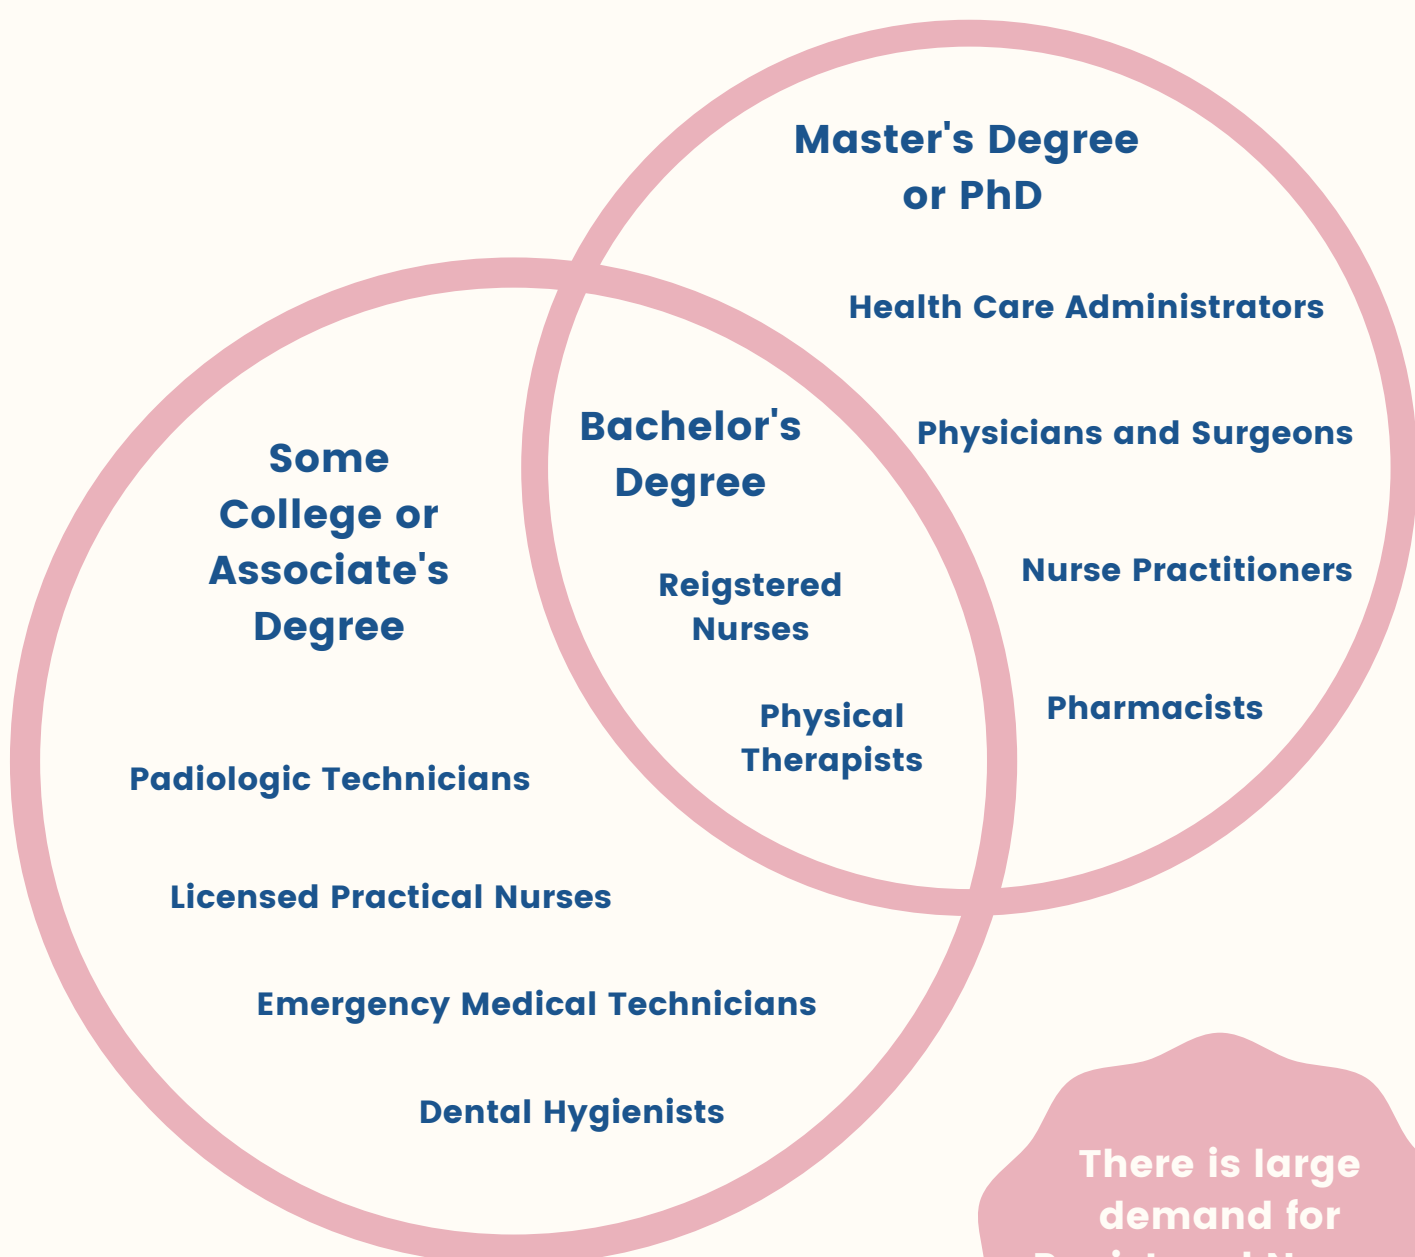 Master's Degree
or PhD
Health Care Administrators
Physicians and Surgeons
Nurse Practitioners
Pharmacists
Bachelor's
Degree
Reigstered
Nurses
Physical
Therapists
Some
College or
Associate's
Degree
Padiologic Technicians
Licensed Practical Nurses
Emergency Medical Technicians
Dental Hygienists
There is large
demand for